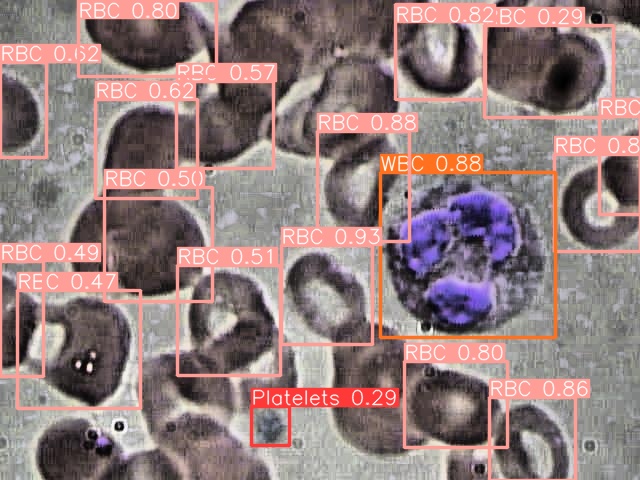 RBC 0.80
RBC 0.82
BC 0.29
RBC 0.62
RBC 0.57
RBC 0.62
RBC
RBC 0.88
RBC 0.8
WBC 0.88
RBC 0.50
RBC 0.93
RBC 0.49
RBC 0.51
RBC 0.47
RBC 0.80
RBC 0.86
Platelets 0.29